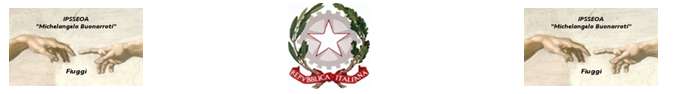 IPSSEOA
"Michelangelo Buonarroti"
Fiuggi
REPVBBLICA ITALIANA
IPSSEOA
"Michelangelo Buonarroti"
Fiuggi